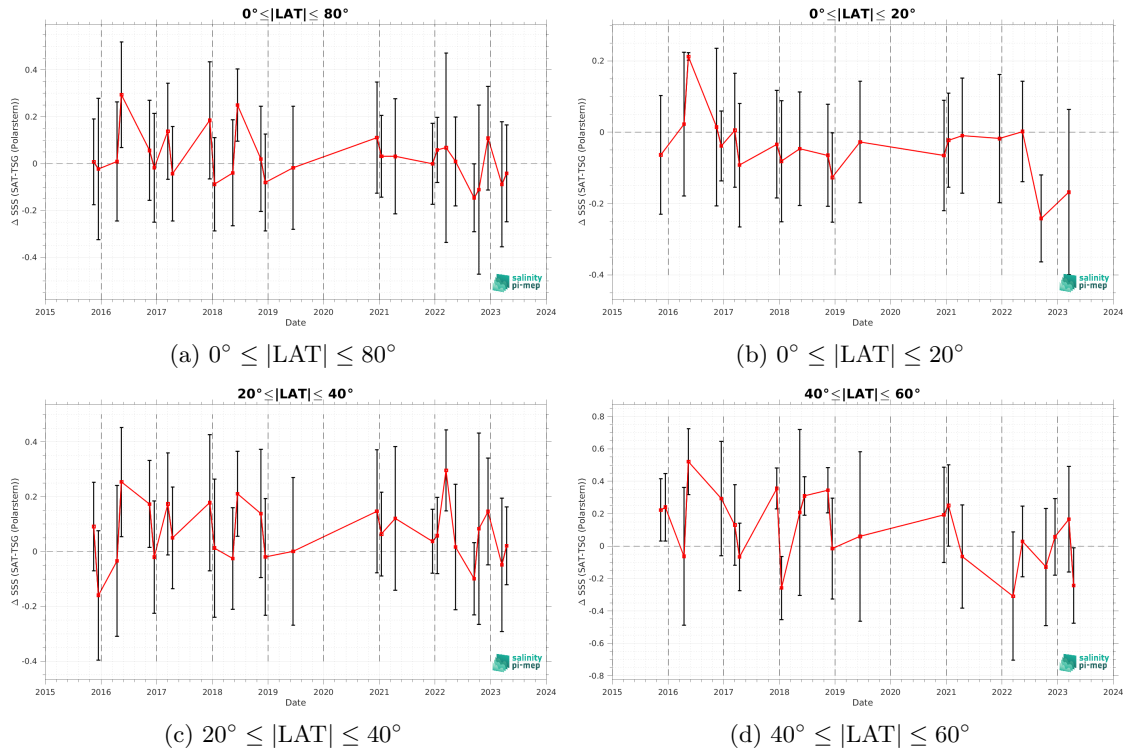 0°≤|LAT|≤ 80°
Δ SSS (SAT-TSG (Polarstern))
0.4
0.2
0
-0.2
-0.4
2015 2016 2017 2018 2019 2020 2021 2022 2023 2024
Date
salinity
pi-mep
(a) 0° ≤ |LAT| ≤ 80°
0°≤|LAT|≤ 20°
Δ SSS (SAT-TSG (Polarstern))
0.2
0
-0.2
-0.4
2015 2016 2017 2018 2019 2020 2021 2022 2023 2024
Date
salinity
pi-mep
(b) 0° ≤ |LAT| ≤ 20°
20°≤|LAT|≤ 40°
Δ SSS (SAT-TSG (Polarstern))
0.4
0.2
0
-0.2
-0.4
2015 2016 2017 2018 2019 2020 2021 2022 2023 2024
Date
salinity
pi-mep
(c) 20° ≤ |LAT| ≤ 40°
40°≤|LAT|≤ 60°
Δ SSS (SAT-TSG (Polarstern))
0.8
0.6
0.4
0.2
0
-0.2
-0.4
-0.6
-0.8
2015 2016 2017 2018 2019 2020 2021 2022 2023 2024
Date
salinity
pi-mep
(d) 40° ≤ |LAT| ≤ 60°